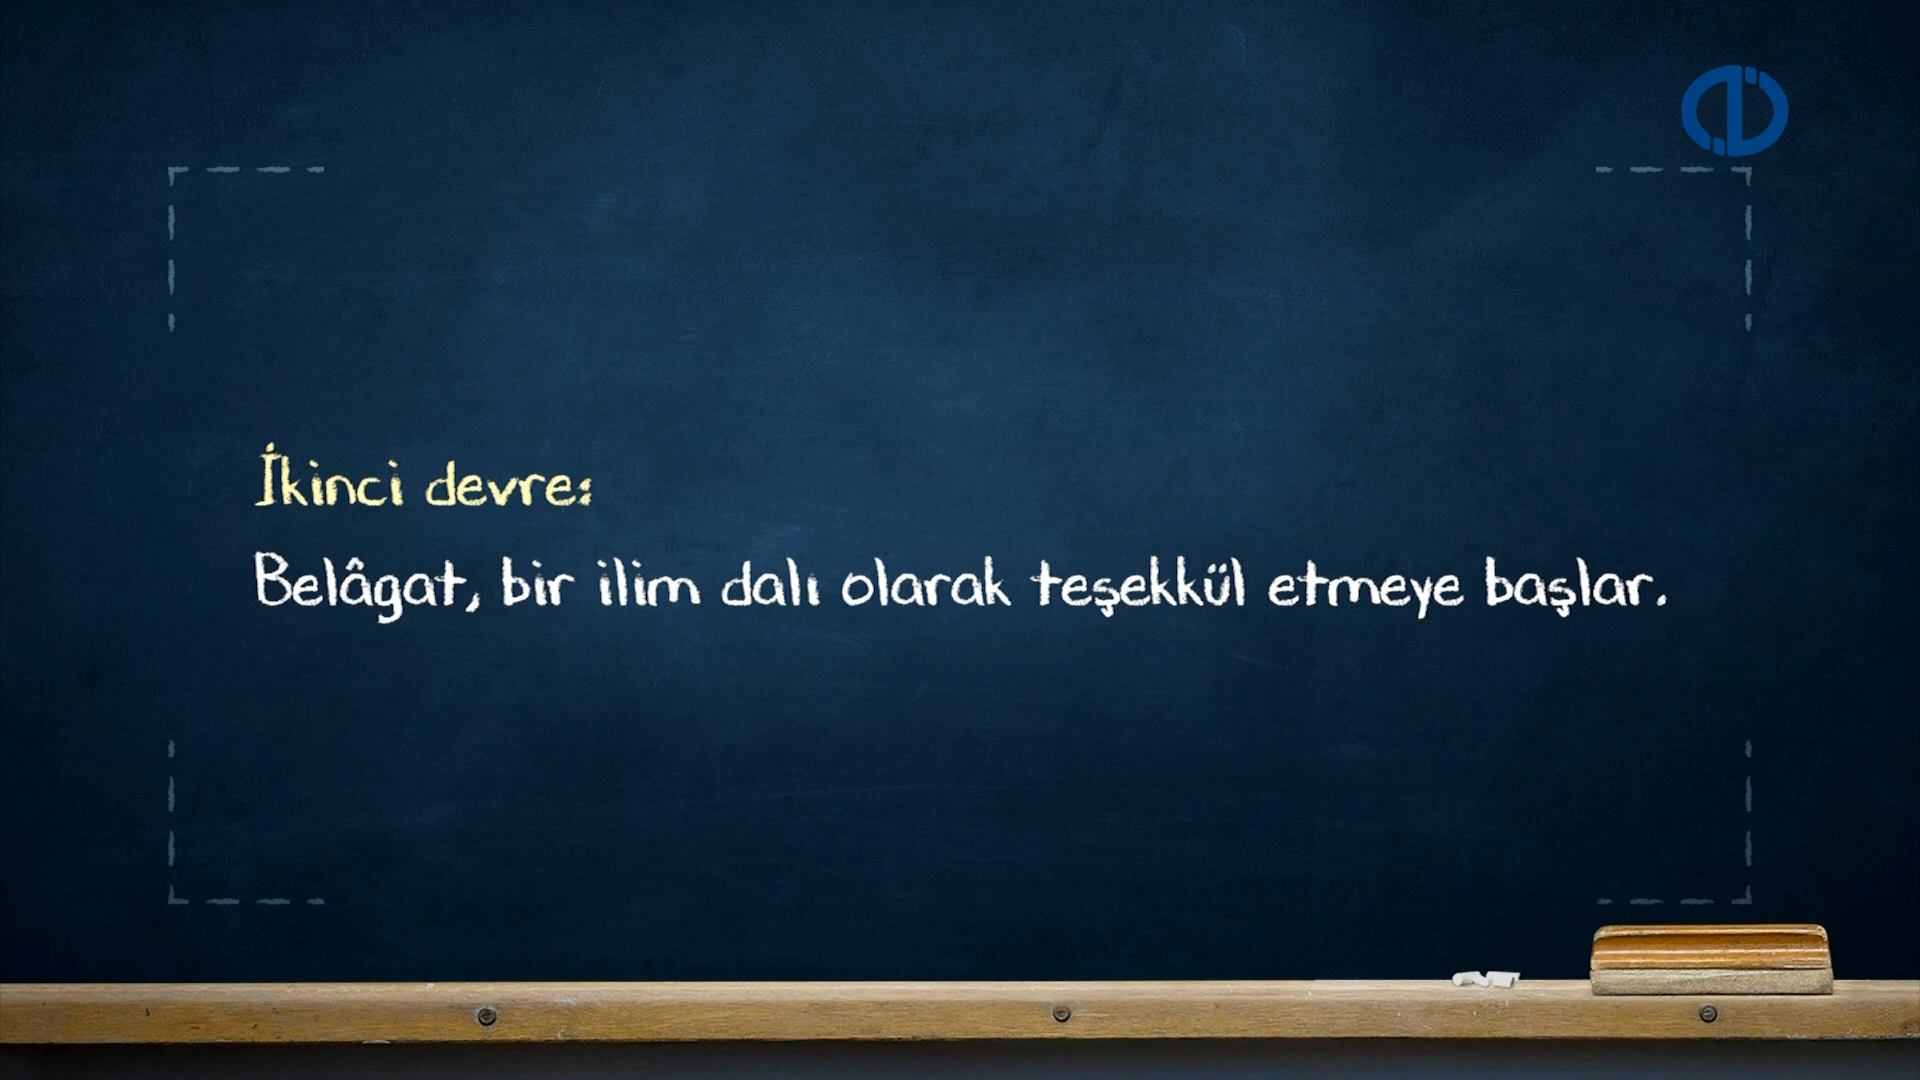 İkinci devre:
Belâgat, bir ilim dalı olarak teşekkül etmeye başlar.